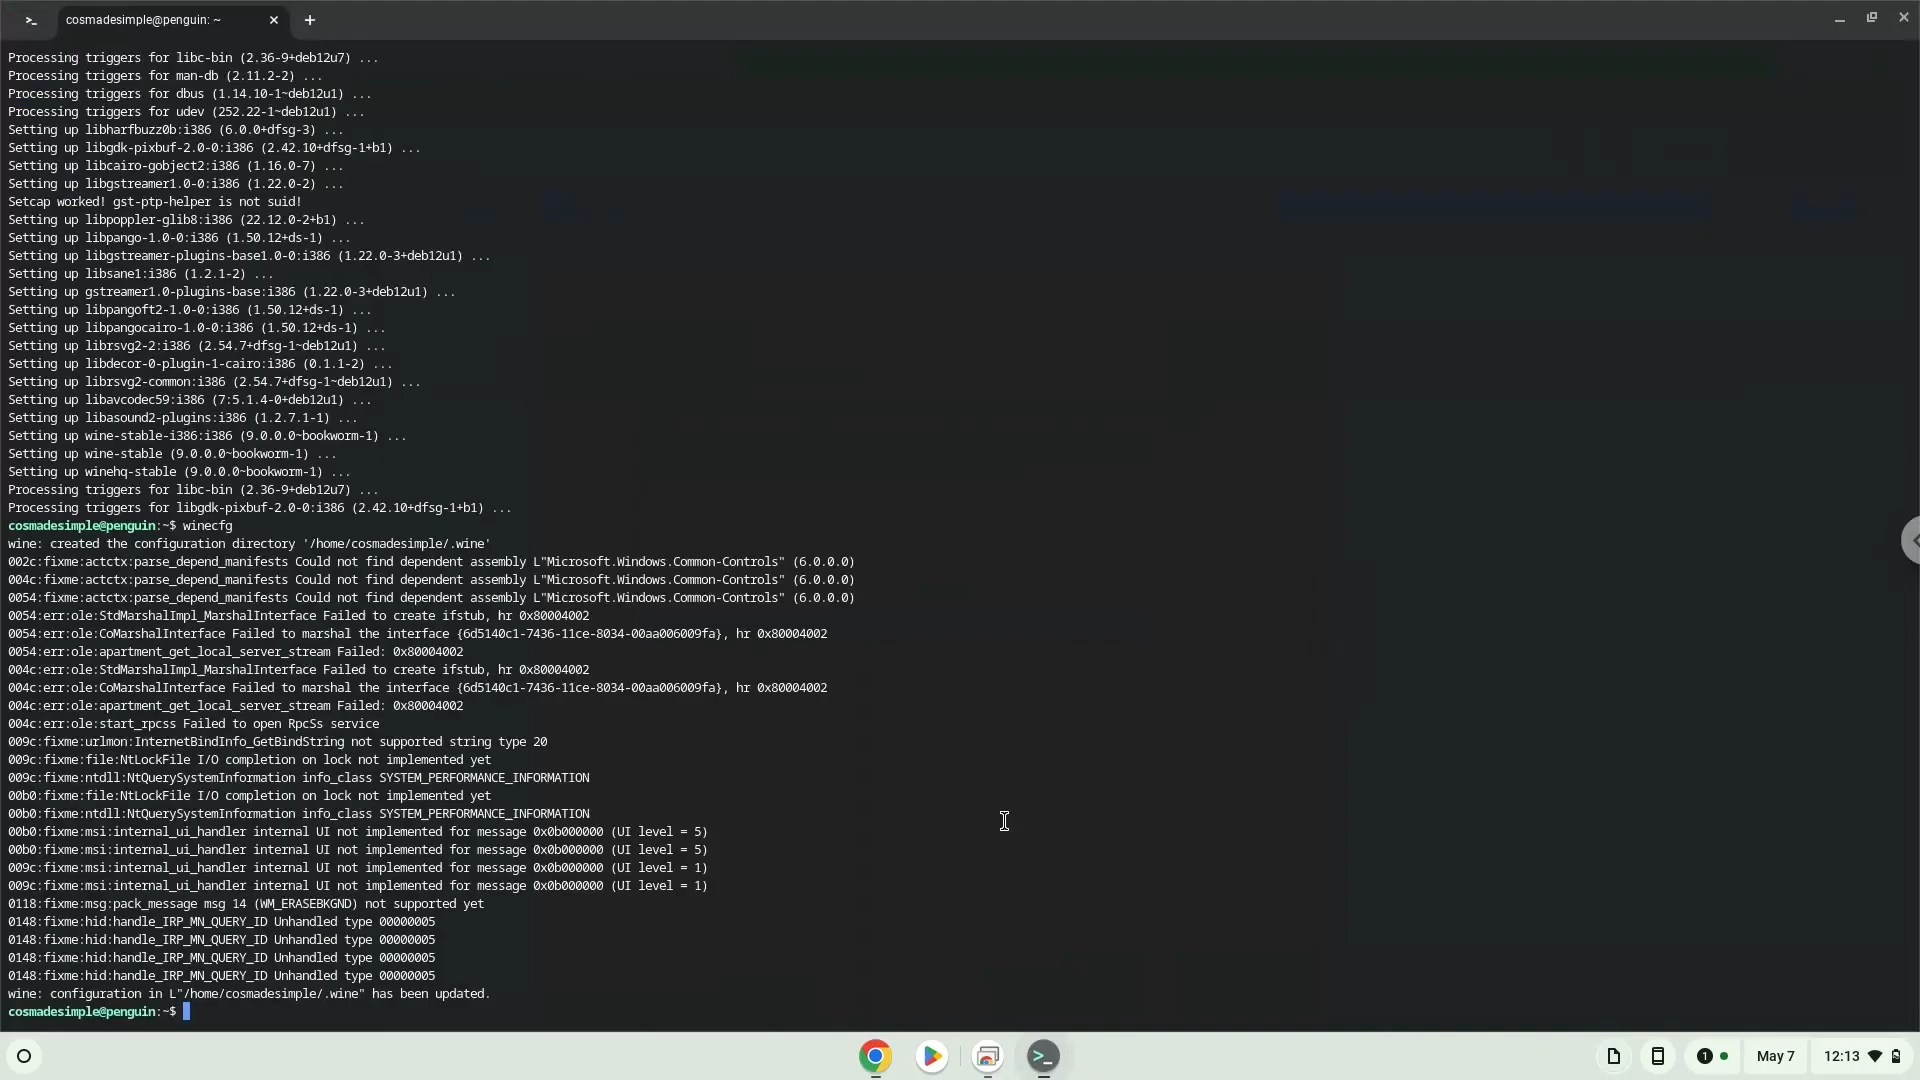 cosmadesimple@penguin: ~
Processing triggers for libc-bin (2.36-9+deb12u7) ...
Processing triggers for man-db (2.11.2-2) ...
Processing triggers for dbus (1.14.10-1~deb12u1) ...
Processing triggers for udev (252.22-1~deb12u1) ...
Setting up libharfbuzz0b:i386 (6.0.0+dfsg-3) ...
Setting up libgdk-pixbuf-2.0-0:i386 (2.42.10+dfsg-1+b1) ...
Setting up libcairo-gobject2:i386 (1.16.0-7) ...
Setting up libgstreamer1.0-0:i386 (1.22.0-2) ...
Setcap worked! gst-ptp-helper is not suid!
Setting up libpoppler-glib8:i386 (22.12.0-2+b1) ...
Setting up libpango-1.0-0:i386 (1.50.12+ds-1) ...
Setting up libgstreamer-plugins-base1.0-0:i386 (1.22.0-3+deb12u1) ...
Setting up libsane1:i386 (1.2.1-2) ...
Setting up gstreamer1.0-plugins-base:i386 (1.22.0-3+deb12u1) ...
Setting up libpangoft2-1.0-0:i386 (1.50.12+ds-1) ...
Setting up libpangocairo-1.0-0:i386 (1.50.12+ds-1) ...
Setting up librsvg2-2:i386 (2.54.7+dfsg-1~deb12u1) ...
Setting up libdecor-0-plugin-1-cairo:i386 (0.1.1-2) ...
Setting up librsvg2-common:i386 (2.54.7+dfsg-1~deb12u1) ...
Setting up libavcodec59:i386 (7:5.1.4-0+deb12u1) ...
Setting up libasound2-plugins:i386 (1.2.7.1-1) ...
Setting up wine-stable-i386:i386 (9.0.0.0~bookworm-1) ...
Setting up wine-stable (9.0.0.0~bookworm-1) ...
Setting up winehq-stable (9.0.0.0~bookworm-1) ...
Processing triggers for libc-bin (2.36-9+deb12u7) ...
Processing triggers for libgdk-pixbuf-2.0-0:i386 (2.42.10+dfsg-1+b1) ...
cosmadesimple@penguin:~$ winecfg
wine: created the configuration directory '/home/cosmadesimple/.wine'
002c:fixme:actctx:parse_depend_manifests Could not find dependent assembly L"Microsoft.Windows.Common-Controls" (6.0.0.0)
004c:fixme:actctx:parse_depend_manifests Could not find dependent assembly L"Microsoft.Windows.Common-Controls" (6.0.0.0)
0054:fixme:actctx:parse_depend_manifests Could not find dependent assembly L"Microsoft.Windows.Common-Controls" (6.0.0.0)
0054:err:ole:StdMarshalImpl_MarshalInterface Failed to create ifstub, hr 0x80004002
0054:err:ole:CoMarshalInterface Failed to marshal the interface {6d5140c1-7436-11ce-8034-00aa006009fa}, hr 0x80004002
0054:err:ole:apartment_get_local_server_stream Failed: 0x80004002
004c:err:ole:StdMarshalImpl_MarshalInterface Failed to create ifstub, hr 0x80004002
004c:err:ole:CoMarshalInterface Failed to marshal the interface {6d5140c1-7436-11ce-8034-00aa006009fa}, hr 0x80004002
004c:err:ole:apartment_get_local_server_stream Failed: 0x80004002
004c:err:ole:start_rpcss Failed to open RpcSs service
009c:fixme:urlmon:InternetBindInfo_GetBindString not supported string type 20
009c:fixme:file:NtLockFile I/O completion on lock not implemented yet
009c:fixme:ntdll:NtQuerySystemInformation info_class SYSTEM_PERFORMANCE_INFORMATION
00b0:fixme:file:NtLockFile I/O completion on lock not implemented yet
00b0:fixme:ntdll:NtQuerySystemInformation info_class SYSTEM_PERFORMANCE_INFORMATION
00b0:fixme:msi:internal_ui_handler internal UI not implemented for message 0x0b000000 (UI level = 5)
00b0:fixme:msi:internal_ui_handler internal UI not implemented for message 0x0b000000 (UI level = 5)
009c:fixme:msi:internal_ui_handler internal UI not implemented for message 0x0b000000 (UI level = 1)
009c:fixme:msi:internal_ui_handler internal UI not implemented for message 0x0b000000 (UI level = 1)
0118:fixme:msg:pack_message msg 14 (WM_ERASEBKGND) not supported yet
0148:fixme:hid:handle_IRP_MN_QUERY_ID Unhandled type 00000005
0148:fixme:hid:handle_IRP_MN_QUERY_ID Unhandled type 00000005
0148:fixme:hid:handle_IRP_MN_QUERY_ID Unhandled type 00000005
0148:fixme:hid:handle_IRP_MN_QUERY_ID Unhandled type 00000005
wine: configuration in L"/home/cosmadesimple/.wine" has been updated.
cosmadesimple@penguin:~$
1 May 7 12:13